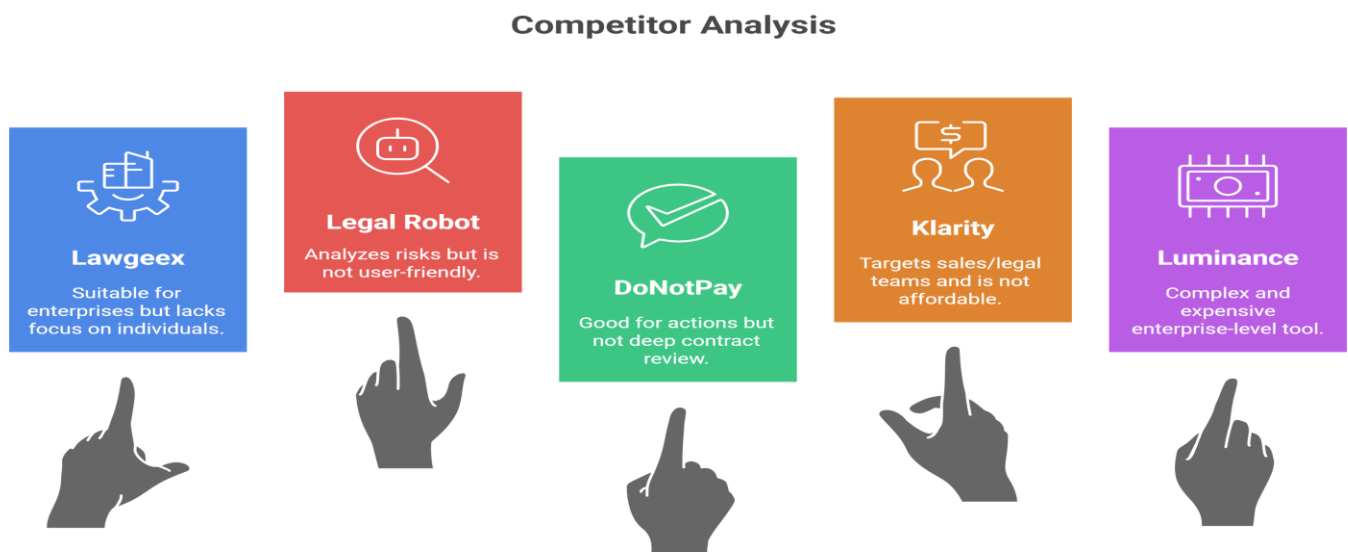 Competitor Analysis
Lawgeex
Suitable for
enterprises but lacks
focus on individuals.
Legal Robot
Analyzes risks but is
not user-friendly.
DoNotPay
Good for actions but
not deep contract
review.
Klarity
Targets sales/legal
teams and is not
affordable.
Luminance
Complex and
expensive
enterprise-level tool.